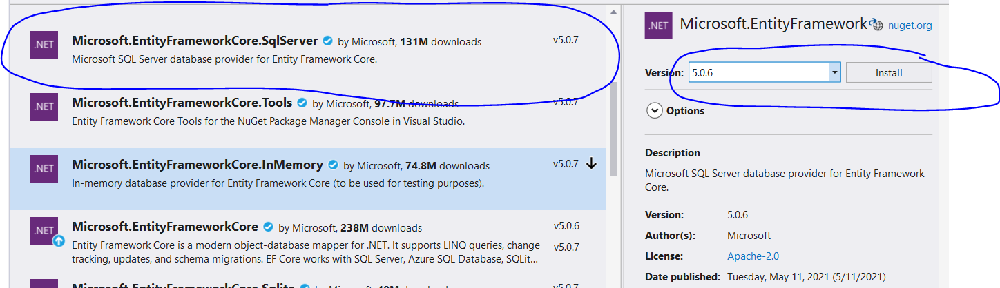 .NET
Microsoft.EntityFrameworkCore.SqlServer by Microsoft, 131M downloads
v5.0.7
Microsoft SQL Server database provider for Entity Framework Core.
.NET
Microsoft.EntityFrameworkCore.Tools by Microsoft, 97.7M downloads
v5.0.7
Entity Framework Core Tools for the NuGet Package Manager Console in Visual Studio.
.NET
Microsoft.EntityFrameworkCore.InMemory by Microsoft, 74.8M downloads
v5.0.7
In-memory database provider for Entity Framework Core (to be used for testing purposes).
.NET
Microsoft.EntityFrameworkCore by Microsoft, 238M downloads
v5.0.6
Entity Framework Core is a modern object-database mapper for .NET. It supports LINQ queries, change
v5.0.7
tracking, updates, and schema migrations. EF Core works with SQL Server, Azure SQL Database, SQLit...
Microsoft.EntityFrameworkCore.Sqlite by Microsoft, 48M downloads
v5.0.7
.NET
Microsoft.EntityFramework
nuget.org
Version: 5.0.6
Install
Options
Description
Microsoft SQL Server database provider for Entity Framework
Core.
Version: 5.0.6
Author(s): Microsoft
License: Apache-2.0
Date published: Tuesday, May 11, 2021 (5/11/2021)